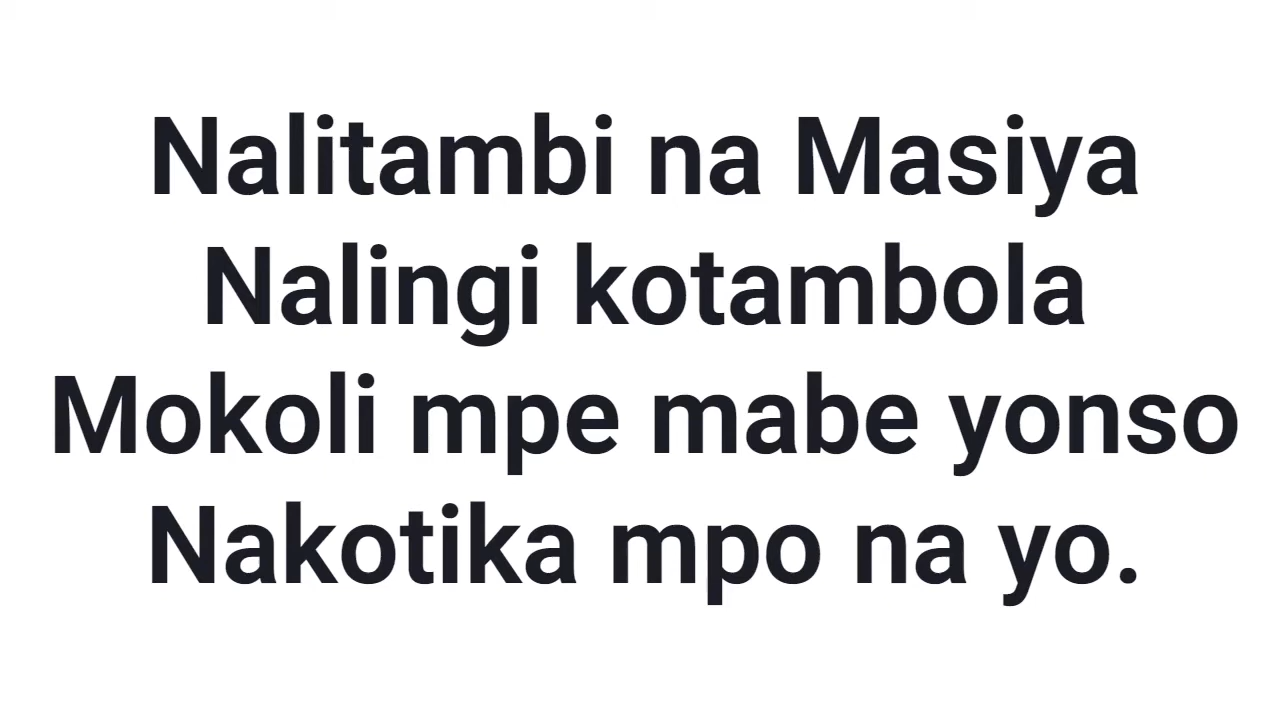 Nalitambi na Masiya
Nalingi kotambola
Mokoli mpe mabe yonso
Nakotika mpo na yo.